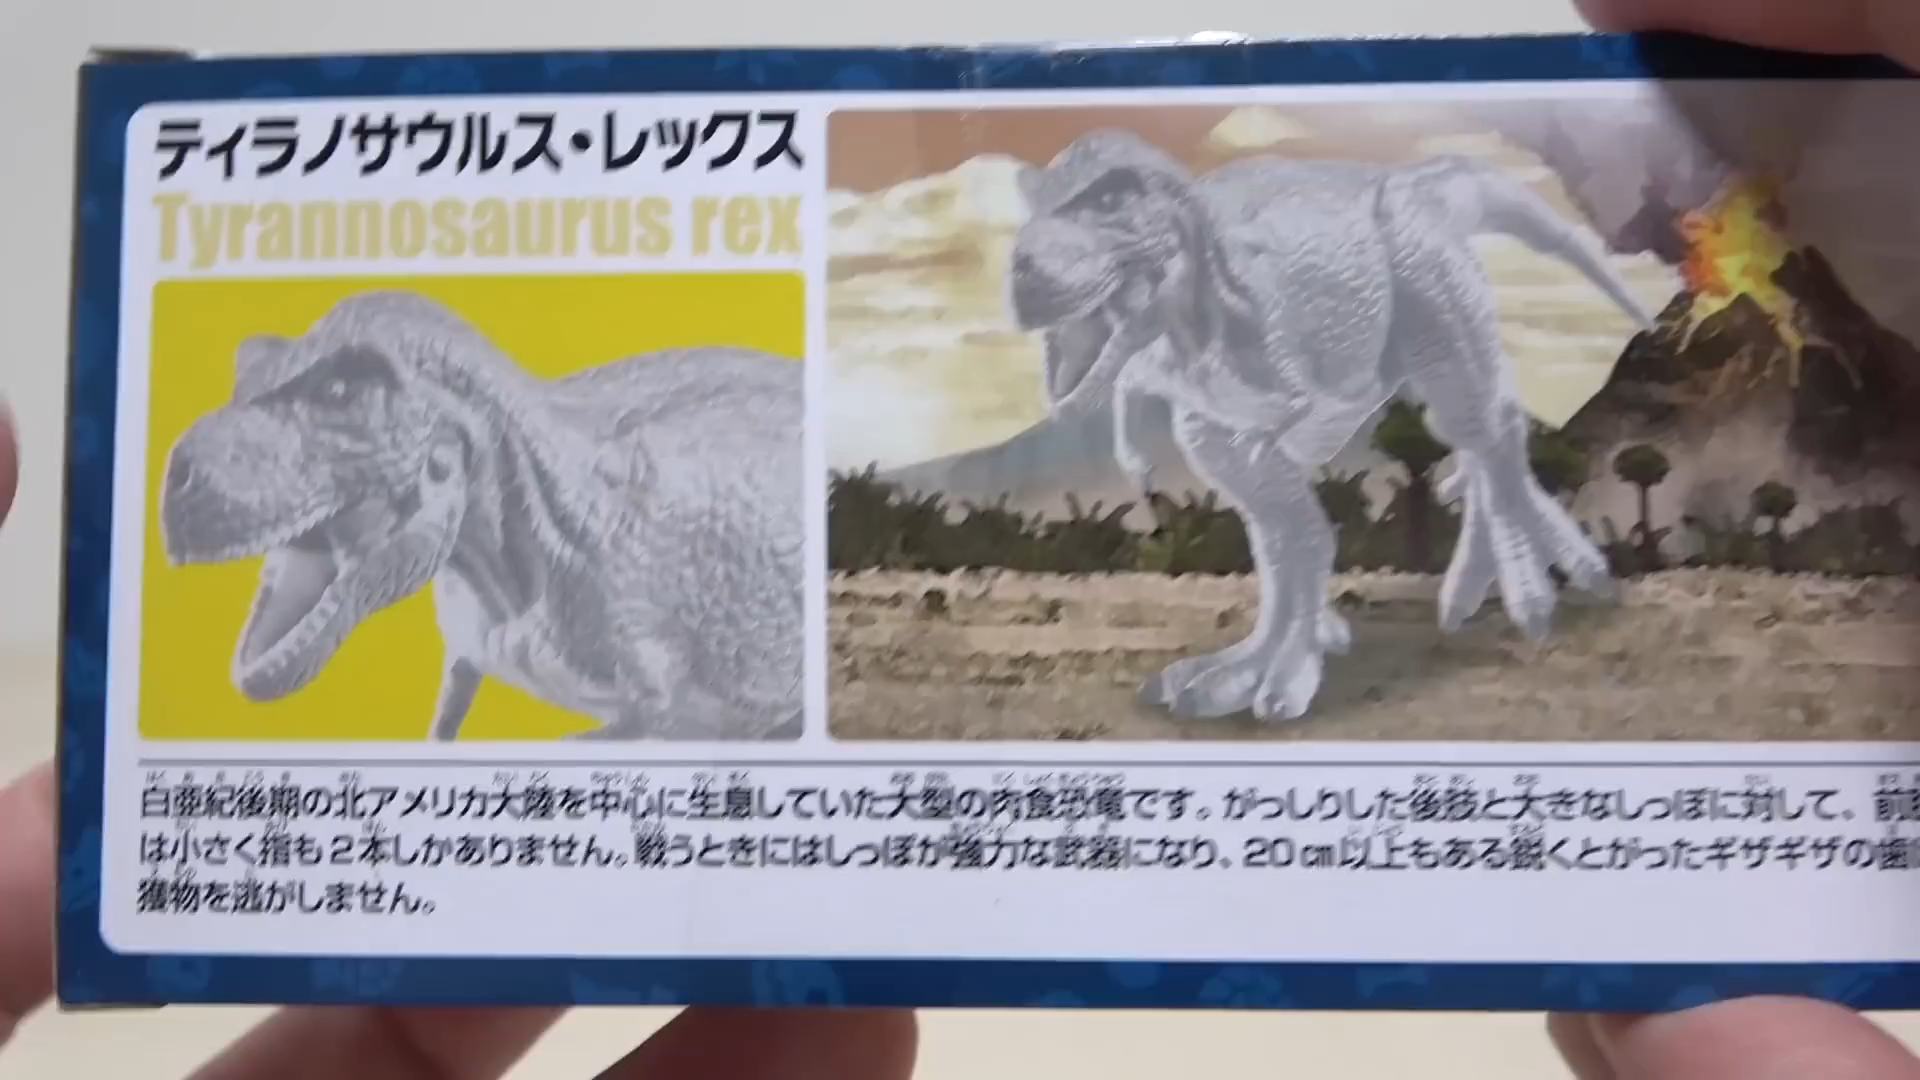 ティラノサウルス・レックス
Tyrannosaurus rex
白亜紀後期の北アメリカ大陸を中心に生息していた大型の肉食恐竜です。がっしりした後肢と大きなしっぽに対して、前
は小さく指も2本しかありません。戦うときにはしっぽが強力な武器になり、20㎝以上もある鋭くとがったギザギザの歯
獲物を逃がしません。